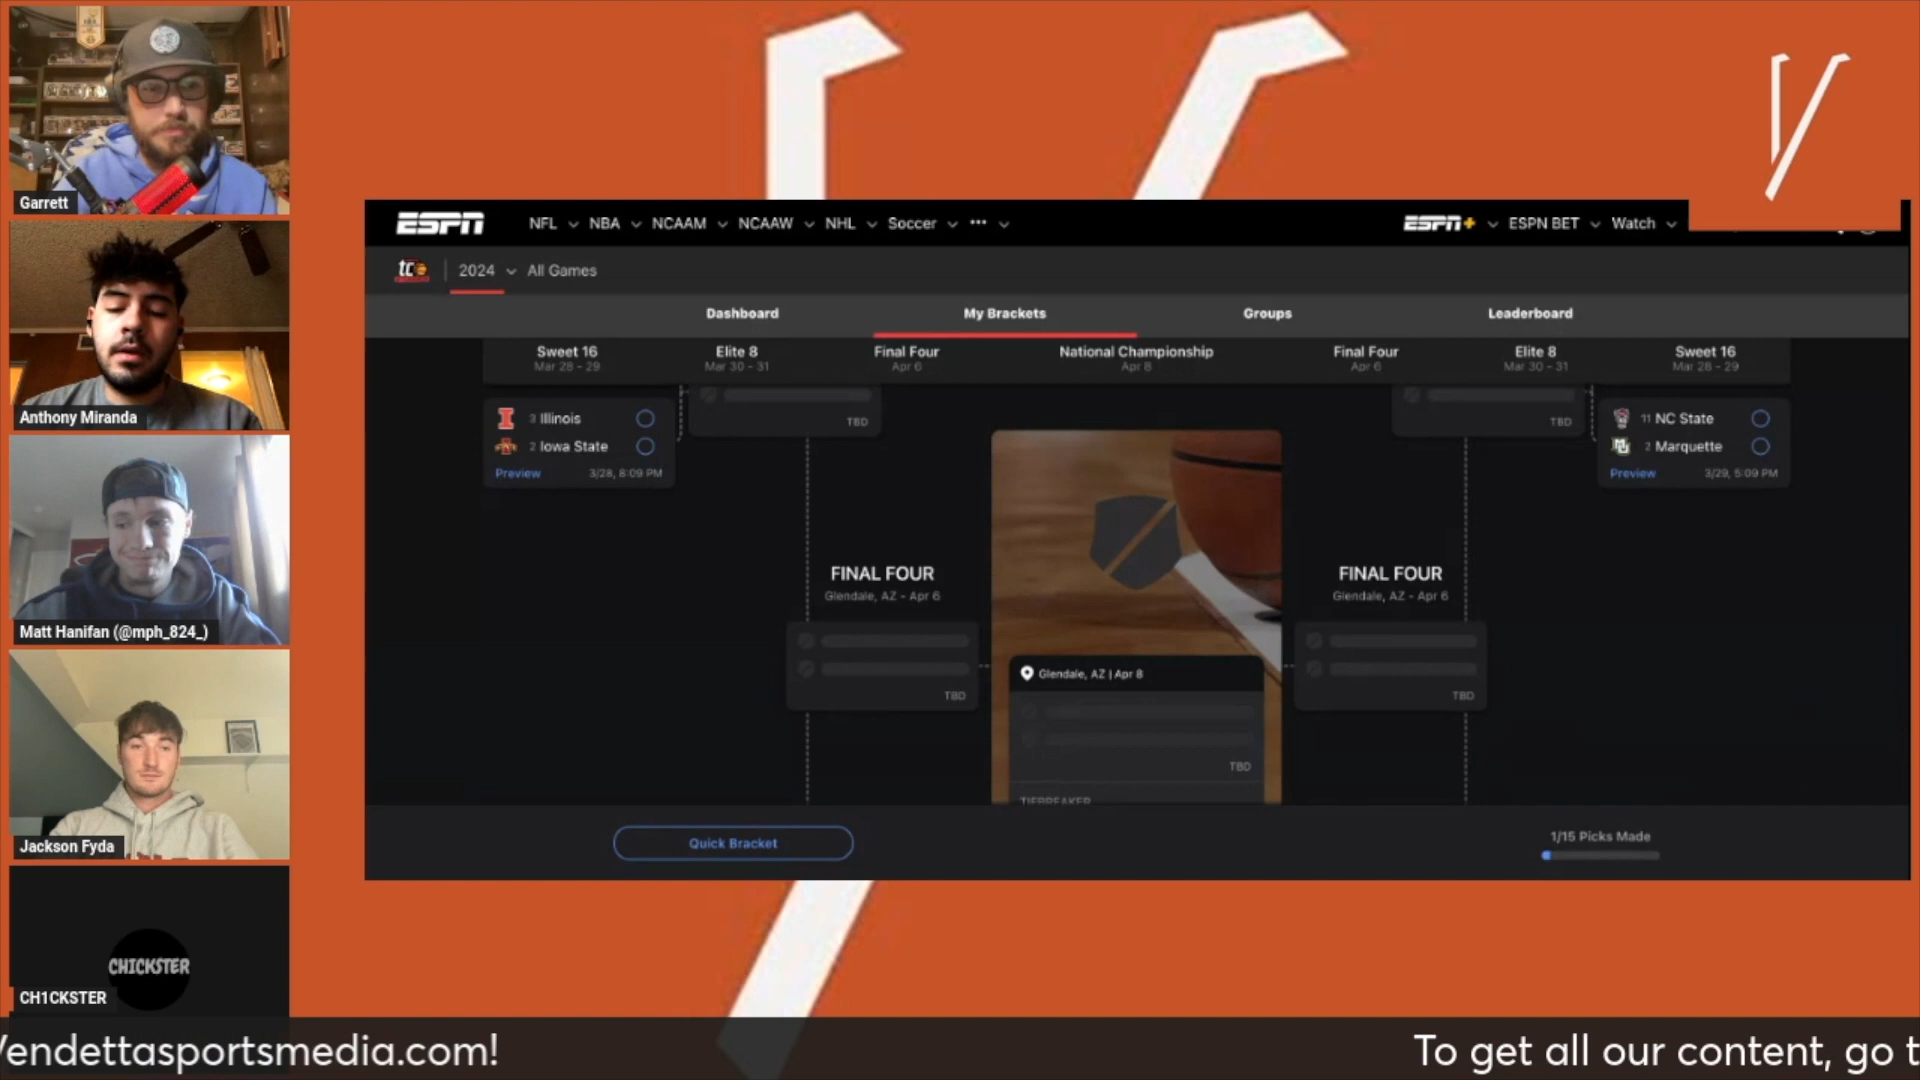 Garrett
Anthony Miranda
Matt Hanifan (@mph_824_)
Jackson Fyda
CHICKSTER
CH1CKSTER
ESPN NFL NBA NCAAM NCAAW NHL Soccer ••• ESPN+ ESPN BET Watch
tc 2024 All Games
Dashboard My Brackets Groups Leaderboard
Sweet 16 Elite 8 Final Four National Championship Final Four Elite 8 Sweet 16
Mar 28 - 29 Mar 30 - 31 Apr 6 Apr 8 Apr 6 Mar 30 - 31 Mar 28 - 29
TBD TBD
3 Illinois
2 Iowa State
Preview 3/28, 8:09 PM
11 NC State
2 Marquette
Preview 3/29, 5:09 PM
FINAL FOUR
Glendale, AZ - Apr 6
TBD
FINAL FOUR
Glendale, AZ - Apr 6
TBD
Glendale, AZ | Apr 8
TBD
TIEBREAKER
Quick Bracket
1/15 Picks Made
Vendettasportsmedia.com! To get all our content, go t